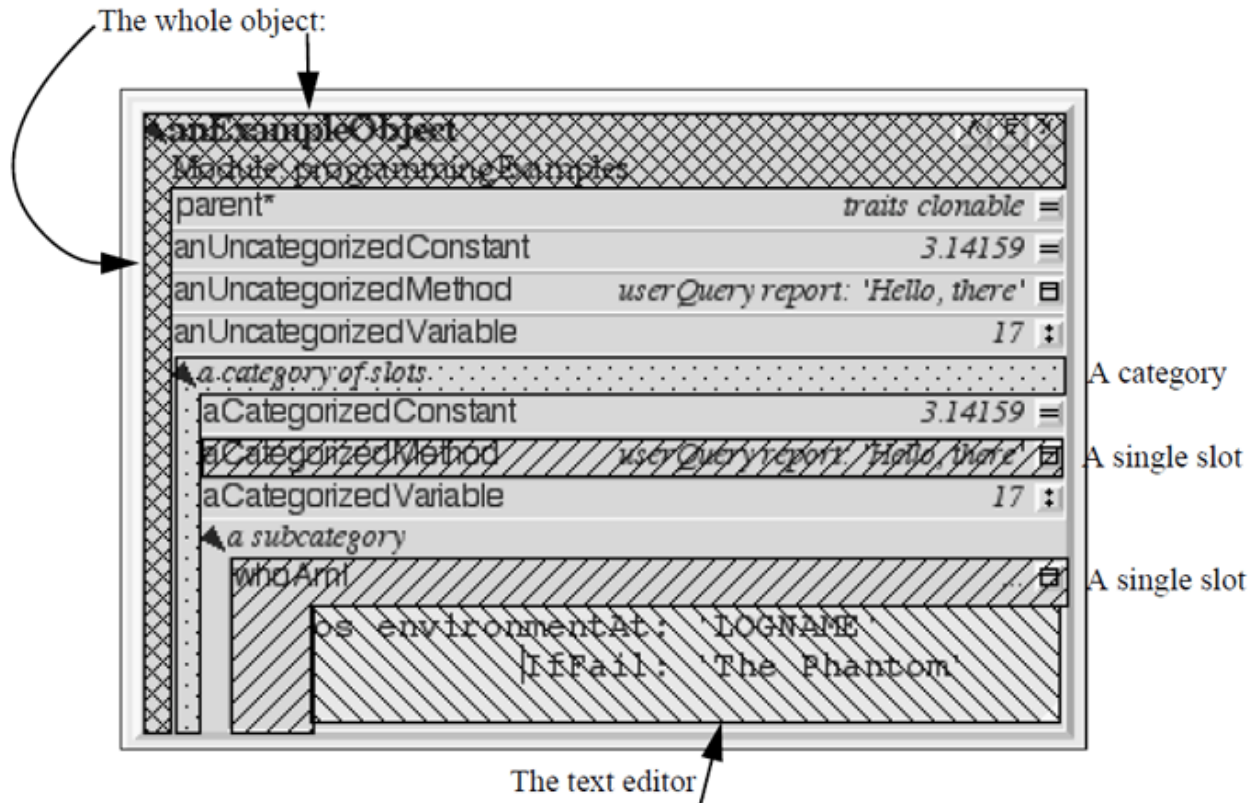 The whole object:
anExampleObject
Module: programmingExamples
parent* traits clonable =
anUncategorizedConstant 3.14159 =
anUncategorizedMethod userQuery report: 'Hello, there'
anUncategorizedVariable 17 :
a category of slots
A category
aCategorizedConstant 3.14159 =
aCategorizedMethod userQuery report: 'Hello, there'
A single slot
aCategorizedVariable 17 :
a subcategory
whoAmI ...
A single slot
os environmentAt: 'LOGNAME'
IfFail: 'The Phantom'
The text editor